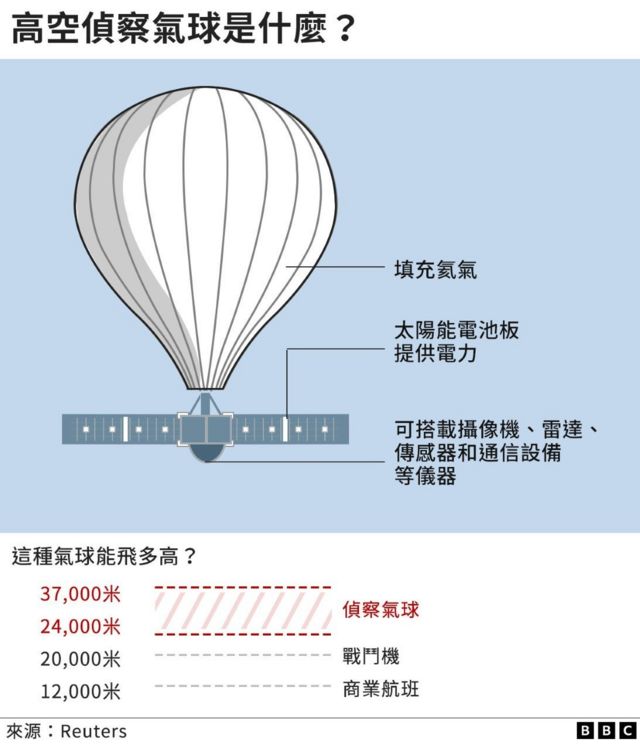 高空偵察氣球是什麼？
填充氦氣
太陽能電池板
提供電力
可搭載攝像機、雷達、
傳感器和通信設備
等儀器
這種氣球能飛多高？
37,000米
偵察氣球
24,000米
20,000米 戰鬥機
12,000米 商業航班
來源：Reuters BBC